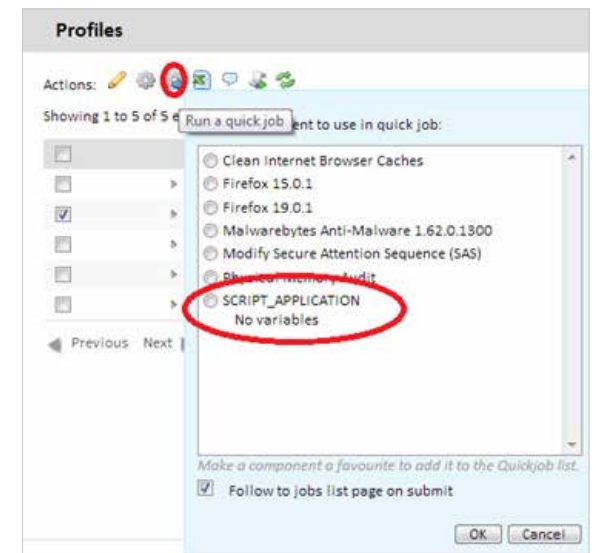 Profiles
Actions:
Showing 1 to 5 of 5 e
Run a quick job
ent to use in quick job:
Clean Internet Browser Caches
Firefox 15.0.1
Firefox 19.0.1
Malwarebytes Anti-Malware 1.62.0.1300
Modify Secure Attention Sequence (SAS)
Physical Memory Audit
SCRIPT_APPLICATION
No variables
Previous Next
Make a component a favourite to add it to the Quickjob list.
Follow to jobs list page on submit
OK Cancel